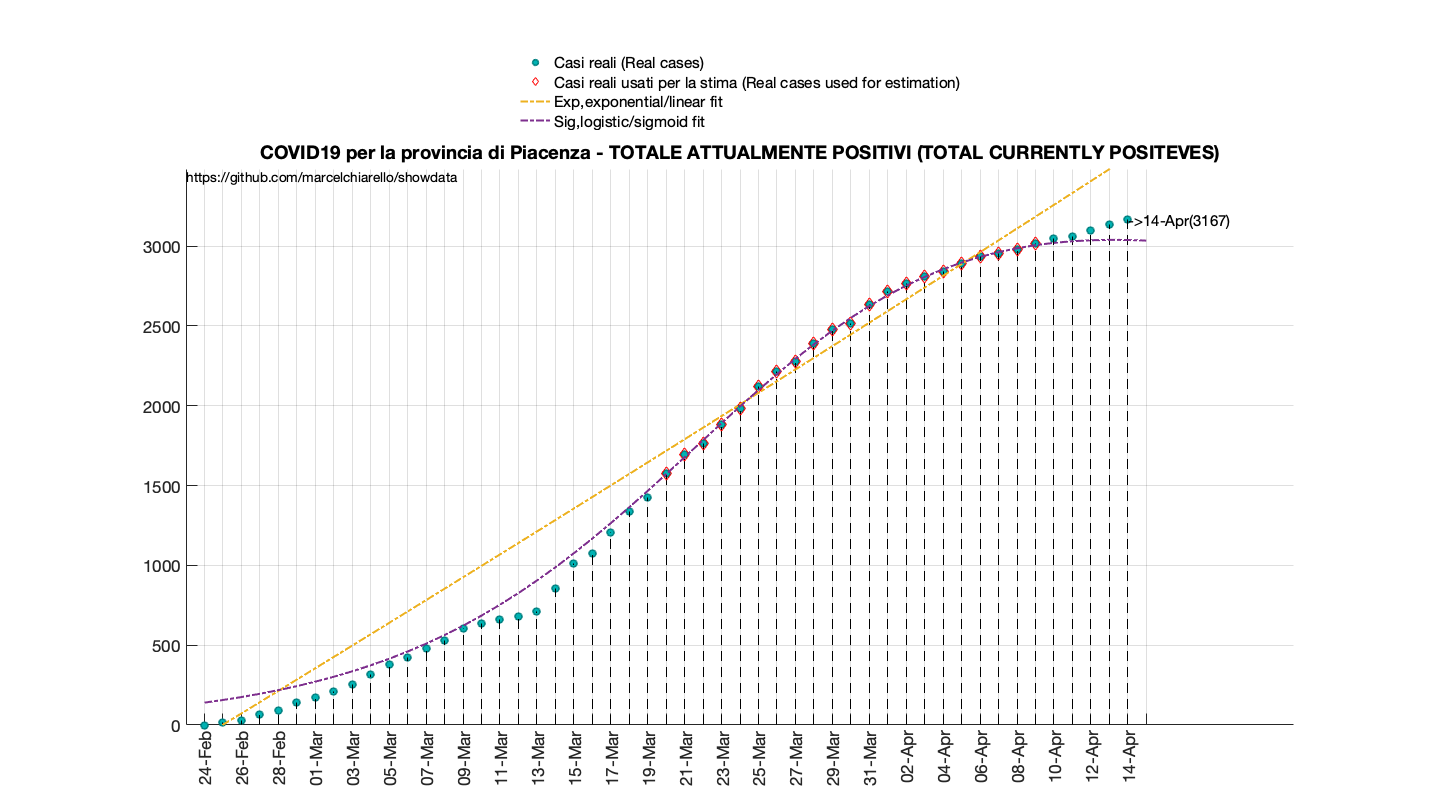 Casi reali (Real cases)
Casi reali usati per la stima (Real cases used for estimation)
Exp,exponential/linear fit
Sig,logistic/sigmoid fit
COVID19 per la provincia di Piacenza - TOTALE ATTUALMENTE POSITIVI (TOTAL CURRENTLY POSITEVES)
https://github.com/marcelchiarello/showdata
->14-Apr(3167)
3000
2500
2000
1500
1000
500
0
24-Feb
26-Feb
28-Feb
01-Mar
03-Mar
05-Mar
07-Mar
09-Mar
11-Mar
13-Mar
15-Mar
17-Mar
19-Mar
21-Mar
23-Mar
25-Mar
27-Mar
29-Mar
31-Mar
02-Apr
04-Apr
06-Apr
08-Apr
10-Apr
12-Apr
14-Apr